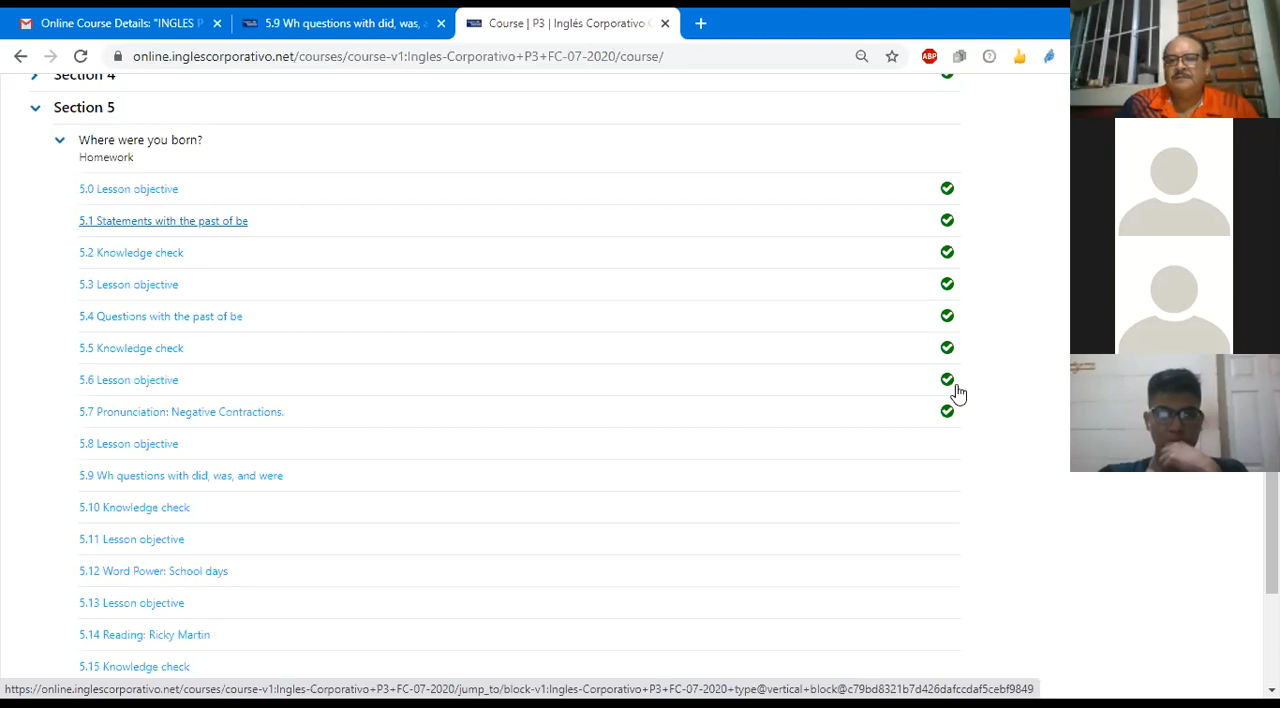 Online Course Details: "INGLES P
5.9 Wh questions with did, was,
Course | P3 | Inglés Corporativo
online.inglescorporativo.net/courses/course-v1:Ingles-Corporativo+P3+FC-07-2020/course/
ABP
Section 4
Section 5
Where were you born?
Homework
5.0 Lesson objective
5.1 Statements with the past of be
5.2 Knowledge check
5.3 Lesson objective
5.4 Questions with the past of be
5.5 Knowledge check
5.6 Lesson objective
5.7 Pronunciation: Negative Contractions.
5.8 Lesson objective
5.9 Wh questions with did, was, and were
5.10 Knowledge check
5.11 Lesson objective
5.12 Word Power: School days
5.13 Lesson objective
5.14 Reading: Ricky Martin
5.15 Knowledge check
https://online.inglescorporativo.net/courses/course-v1:Ingles-Corporativo+P3+FC-07-2020/jump_to/block-v1:Ingles-Corporativo+P3+FC-07-2020+type@vertical+block@c79bd8321b7d426dafccdaf5cebf9849